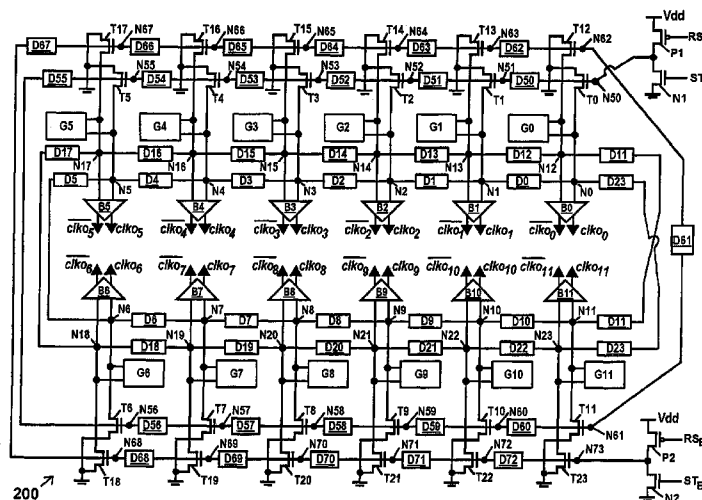 T17 N67 T16 N66 T15 N65 T14 N64 T13 N63 T12 N62 Vdd
D67 D66 D65 D64 D63 D62 RS
P1
D55 N55 D54 N54 D53 N53 D52 N52 D51 N51 D50 ST
T5 T4 T3 T2 T1 T0 N50 N1
G5 G4 G3 G2 G1 G0
D17 D16 D15 D14 D13 D12 D11
N17 N16 N15 N14 N13 N12
D5 N5 D4 N4 D3 N3 D2 N2 D1 N1 D0 N0 D23
B5 B4 B3 B2 B1 B0
clko5 clko5 clko4 clko4 clko3 clko3 clko2 clko2 clko1 clko1 clko0 clko0
D61
clko6 clko6 clko7 clko7 clko8 clko8 clko9 clko9 clko10 clko10 clko11 clko11
B6 B7 B8 B9 B10 B11
N6 D6 N7 D7 N8 D8 N9 D9 N10 D10 N11 D11
N18 D18 N19 D19 N20 D20 N21 D21 N22 D22 N23 D23
G6 G7 G8 G9 G10 G11
T6 N56 T7 N57 T8 N58 T9 N59 T10 N60 T11
D56 D57 D58 D59 D60 N61 Vdd
N68 N69 N70 N71 N72 N73 RSB
D68 D69 D70 D71 D72 P2
T18 T19 T20 T21 T22 T23 STB
200 N2